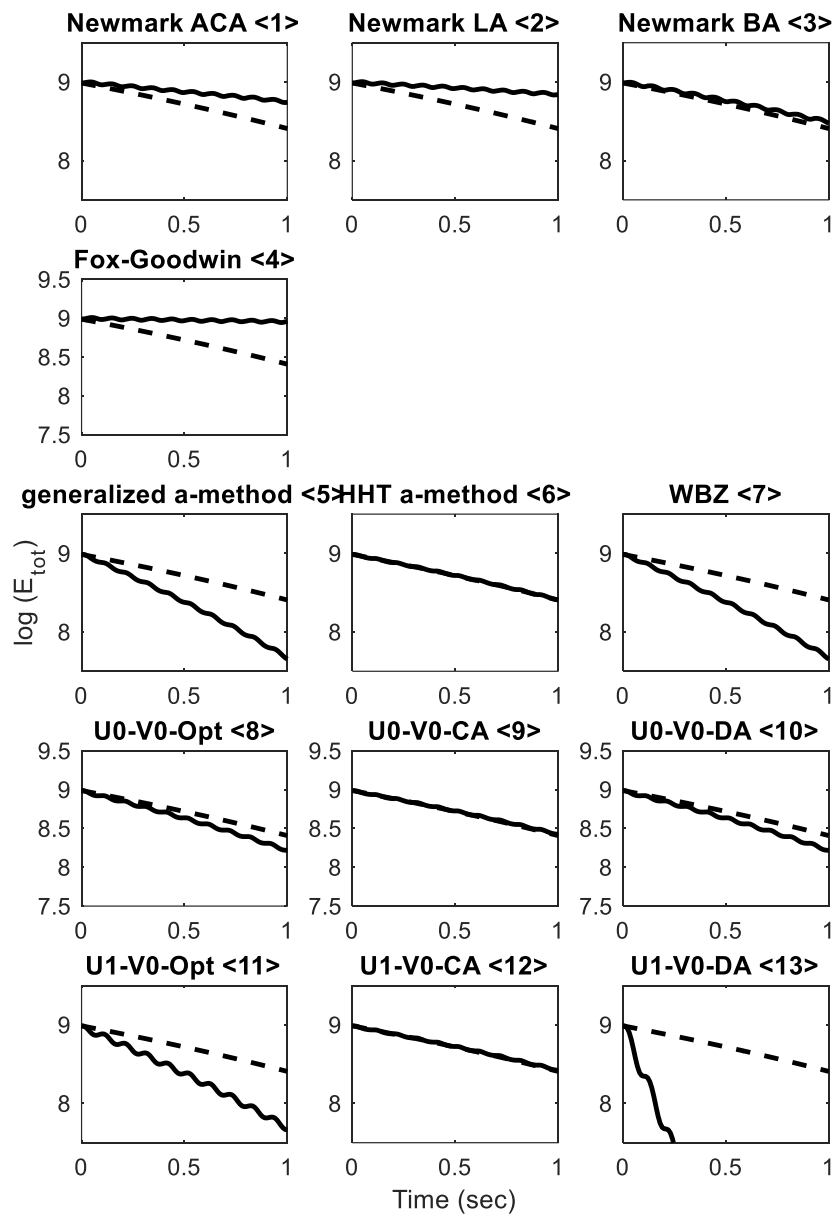 Newmark ACA <1> Newmark LA <2> Newmark BA <3>
9 9 9
8 8 8
0 0.5 1 0 0.5 1 0 0.5 1
Fox-Goodwin <4>
9.5
9
8.5
8
7.5
0 0.5 1
generalized a-method <5> HHT a-method <6> WBZ <7>
9 9 9
8 8 8
0 0.5 1 0 0.5 1 0 0.5 1
log (E_tot)
U0-V0-Opt <8> U0-V0-CA <9> U0-V0-DA <10>
9.5 9.5 9.5
9 9 9
8.5 8.5 8.5
8 8 8
7.5 7.5 7.5
0 0.5 1 0 0.5 1 0 0.5 1
U1-V0-Opt <11> U1-V0-CA <12> U1-V0-DA <13>
9 9 9
8 8 8
0 0.5 1 0 0.5 1 0 0.5 1
Time (sec)